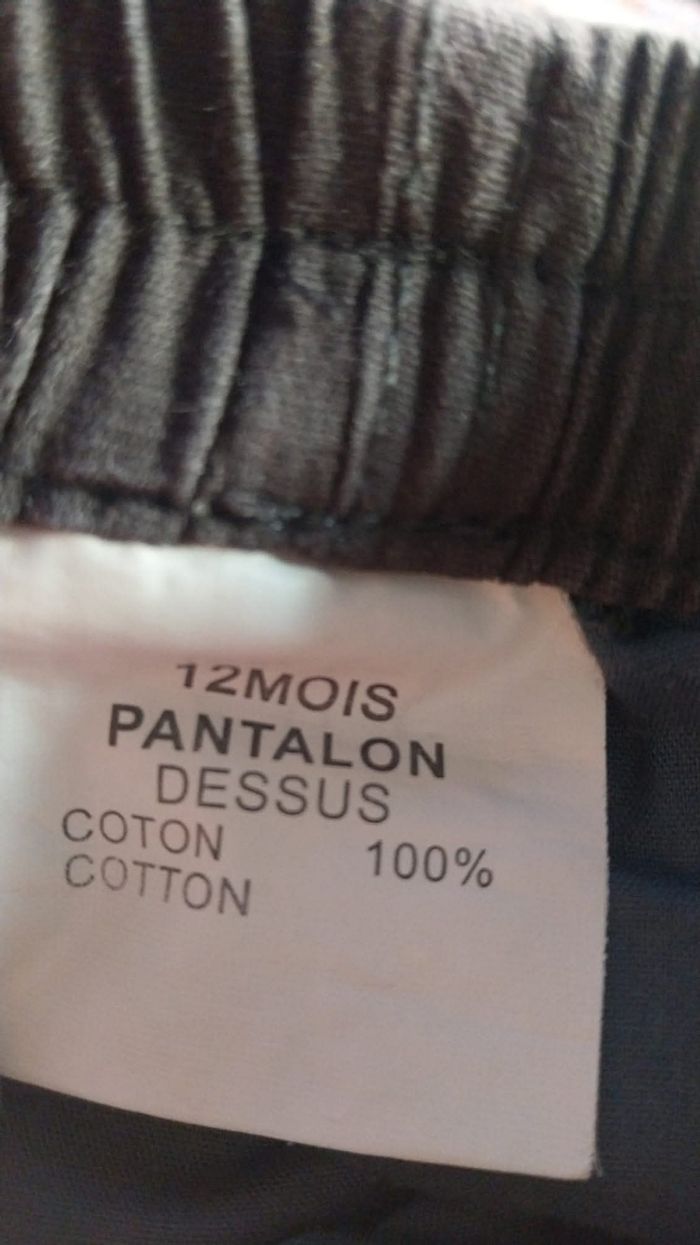 12MOIS
PANTALON
DESSUS
COTON 100%
COTTON